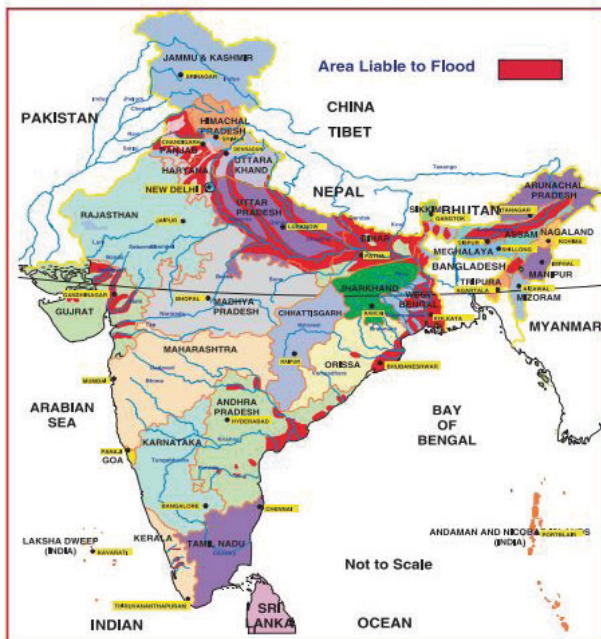 Area Liable to Flood
JAMMU & KASHMIR
SRINAGAR
PAKISTAN
CHINA
TIBET
HIMACHAL
PRADESH
SHIMLA
CHANDIGARH
PANJAB
DEHRADUN
HARYANA
UTTARA
KHAND
NEW DELHI
NEPAL
ARUNACHAL
PRADESH
SIKKIM
BHUTAN
ITANAGAR
GANGTOK
RAJASTHAN
JAIPUR
UTTAR
PRADESH
LUCKNOW
BIHAR
PATNA
ASSAM
NAGALAND
KOHIMA
DISPUR
MEGHALAYA
SHILLONG
BANGLADESH
IMPHAL
MANIPUR
TRIPURA
AGARTALA
AIZAWAL
MIZORAM
MYANMAR
GANDHINAGAR
GUJRAT
BHOPAL
MADHYA
PRADESH
JHARKHAND
RANCHI
WEST
BENGAL
KOLKATA
CHHATTISGARH
RAIPUR
ORISSA
BHUBANESHWAR
MAHARASHTRA
MUMBAI
ARABIAN
SEA
ANDHRA
PRADESH
HYDERABAD
BAY
OF
BENGAL
KARNATAKA
PANAJI
GOA
BANGALORE
CHENNAI
LAKSHA DWEEP
(INDIA)
KAVARATI
KERALA
TAMIL NADU
ANDAMAN AND NICOB
(INDIA)
PORTBLAIR
Not to Scale
THIRUVANANTHAPURAM
SRI
LANKA
INDIAN
OCEAN